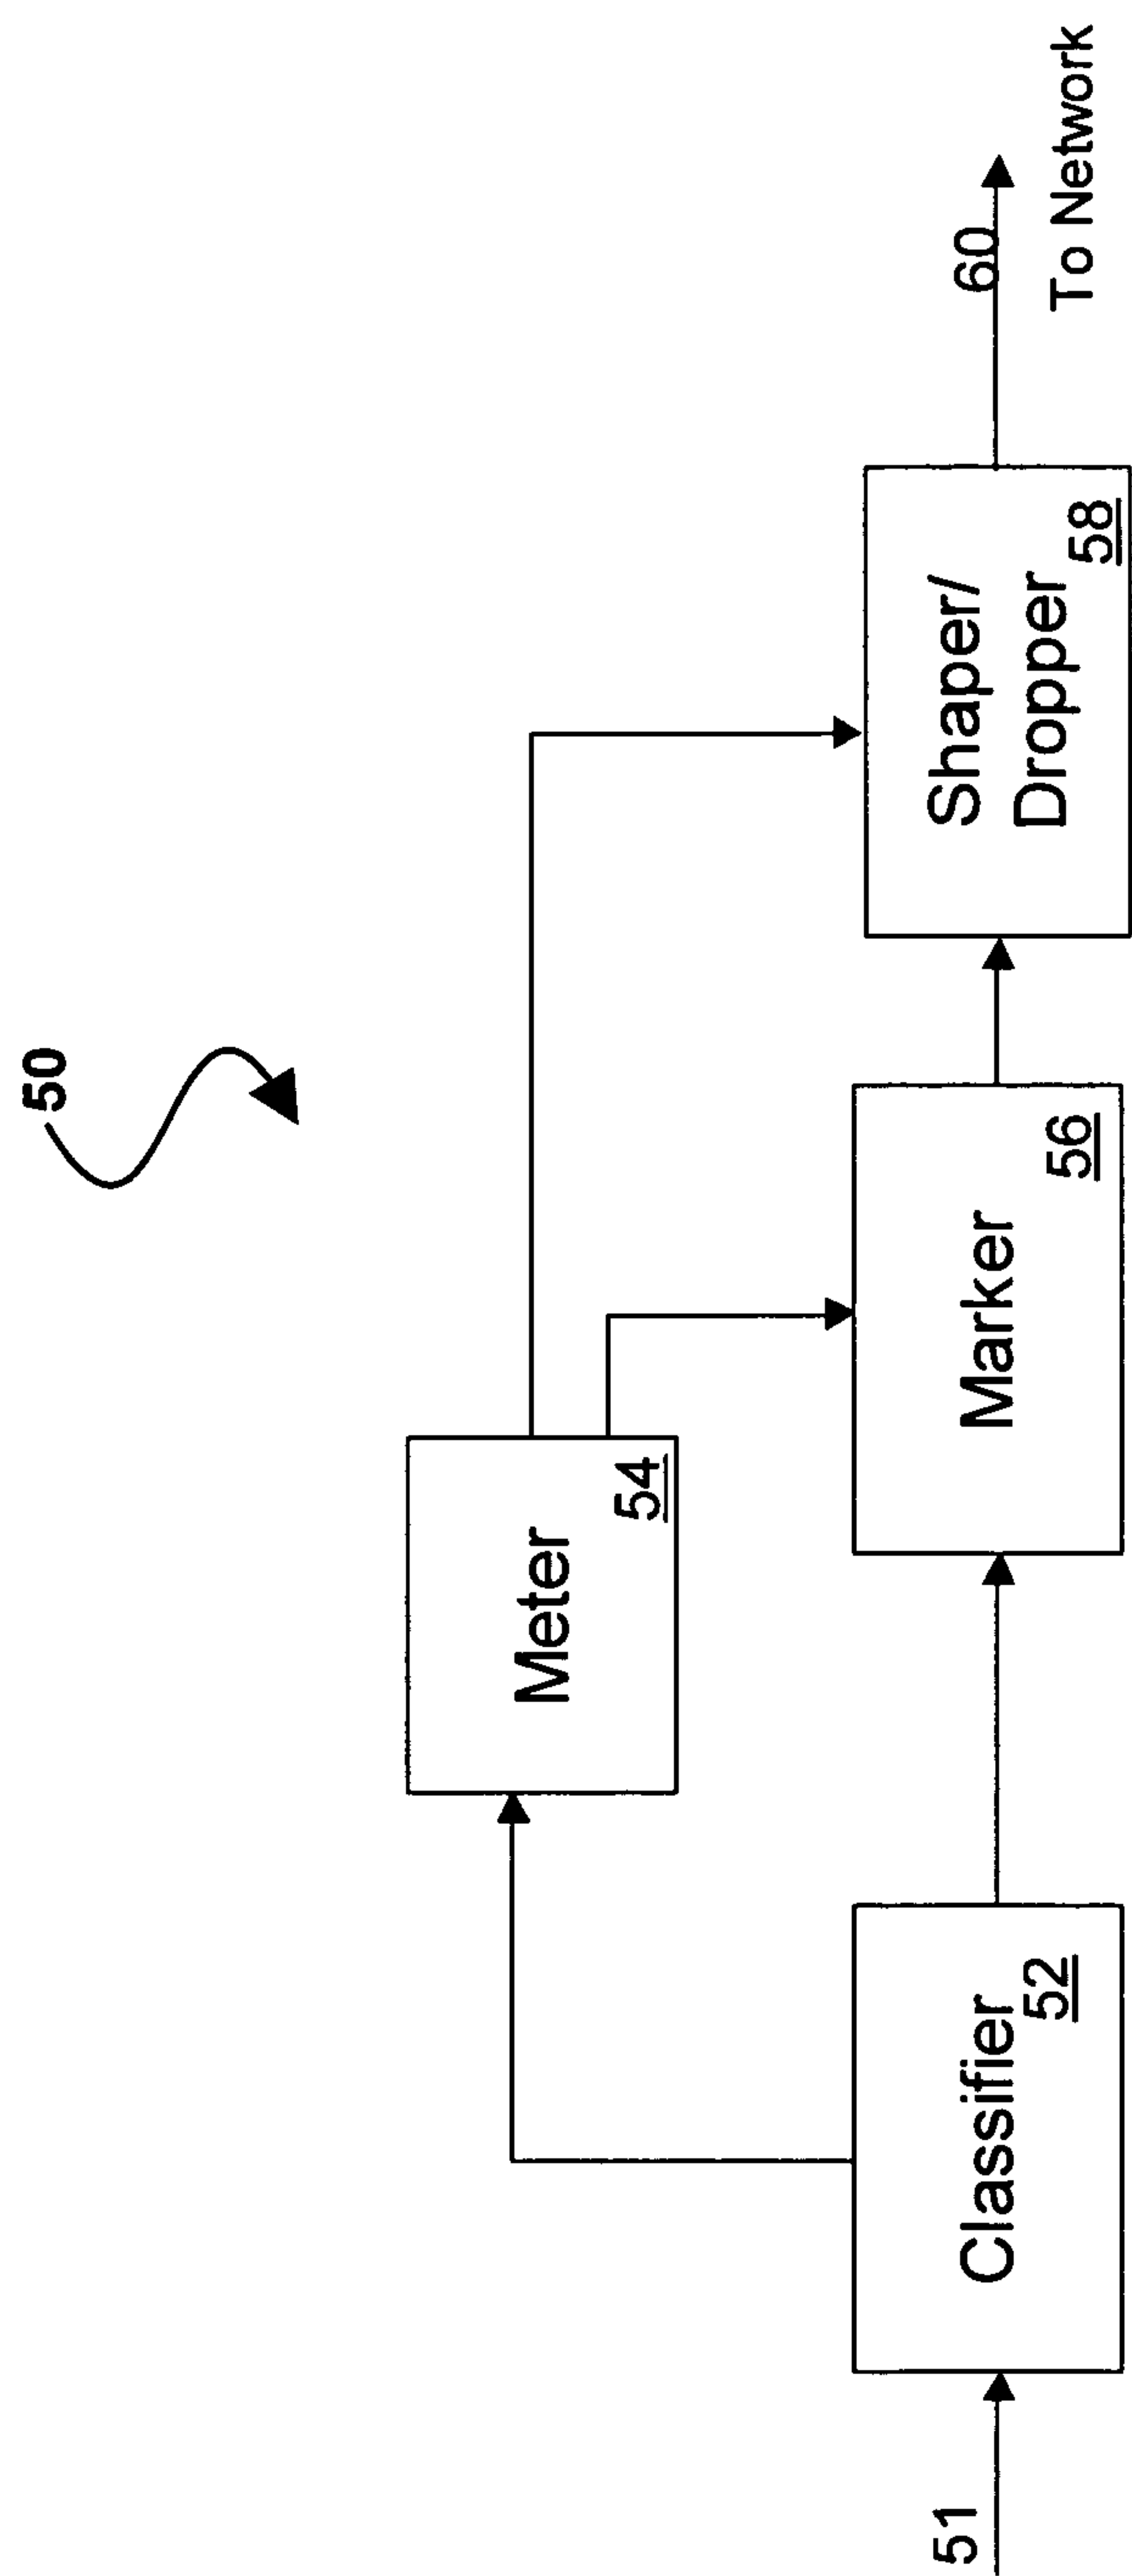 50
Meter
54
51
Classifier
52
Marker
56
Shaper/
Dropper
58
60
To Network